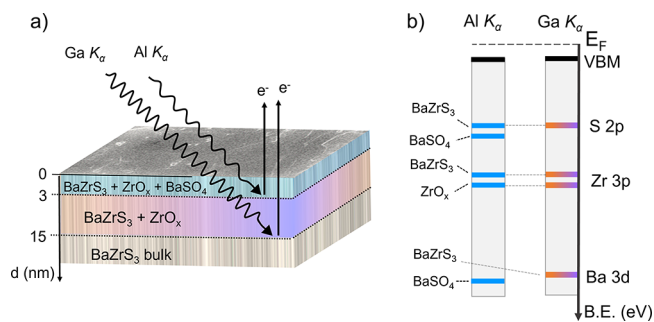 a)
Ga Kα Al Kα
e- e-
0
BaZrS3 + ZrOx + BaSO4
3
BaZrS3 + ZrOx
15
BaZrS3 bulk
d (nm)
b)
Al Kα Ga Kα
EF
VBM
BaZrS3
S 2p
BaSO4
BaZrS3
Zr 3p
ZrOx
BaZrS3
Ba 3d
BaSO4
B.E. (eV)